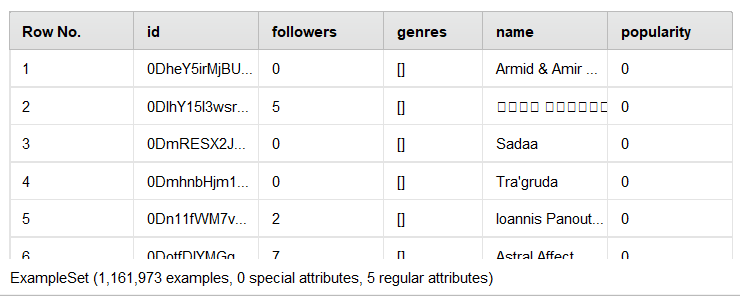 Row No. id followers genres name popularity
1 0DheY5irMjBU... 0 [] Armid & Amir ... 0
2 0DlhY15l3wsr... 5 [] 0
3 0DmRESX2J... 0 [] Sadaa 0
4 0DmhnbHjm1... 0 [] Tra'gruda 0
5 0Dn11fWM7v... 2 [] Ioannis Panout... 0
6 0DotfDlYMGq... 7 [] Astral Affect 0
ExampleSet (1,161,973 examples, 0 special attributes, 5 regular attributes)